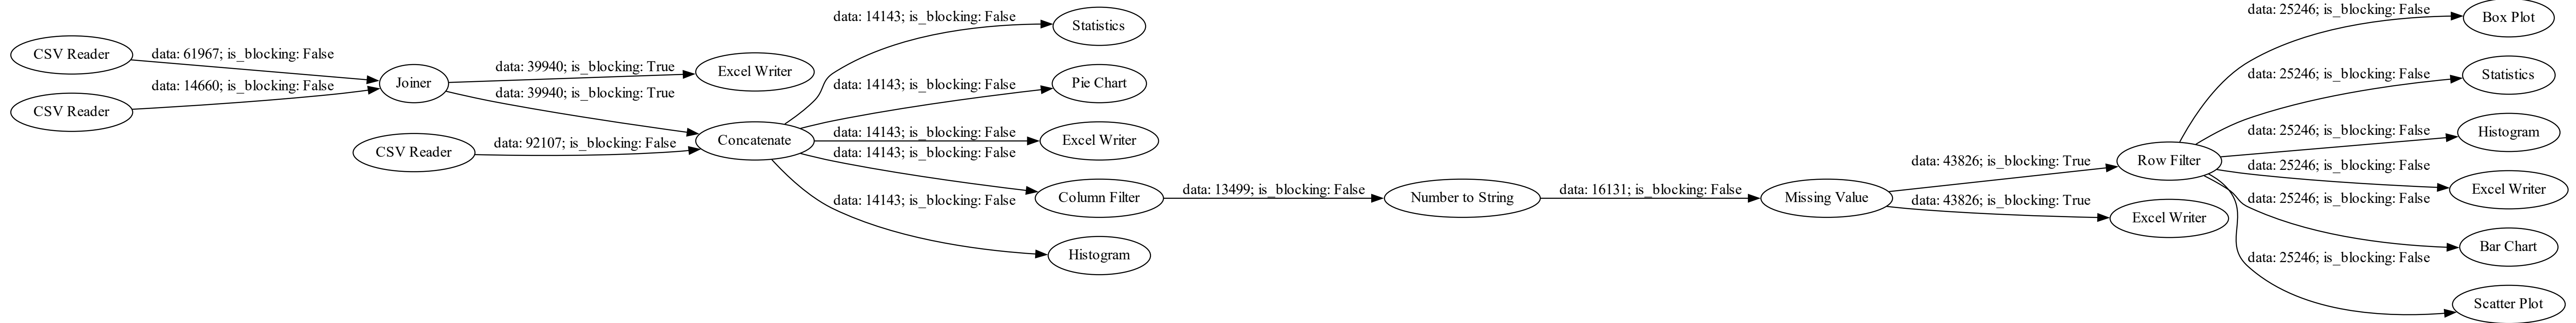 CSV Reader
data: 61967; is_blocking: False
CSV Reader
data: 14660; is_blocking: False
Joiner
data: 39940; is_blocking: True
Excel Writer
data: 39940; is_blocking: True
CSV Reader
data: 92107; is_blocking: False
Concatenate
data: 14143; is_blocking: False
Statistics
data: 14143; is_blocking: False
Pie Chart
data: 14143; is_blocking: False
Excel Writer
data: 14143; is_blocking: False
Column Filter
data: 14143; is_blocking: False
Histogram
data: 13499; is_blocking: False
Number to String
data: 16131; is_blocking: False
Missing Value
data: 43826; is_blocking: True
Row Filter
data: 43826; is_blocking: True
Excel Writer
data: 25246; is_blocking: False
Box Plot
data: 25246; is_blocking: False
Statistics
data: 25246; is_blocking: False
Histogram
data: 25246; is_blocking: False
Excel Writer
data: 25246; is_blocking: False
Bar Chart
data: 25246; is_blocking: False
Scatter Plot